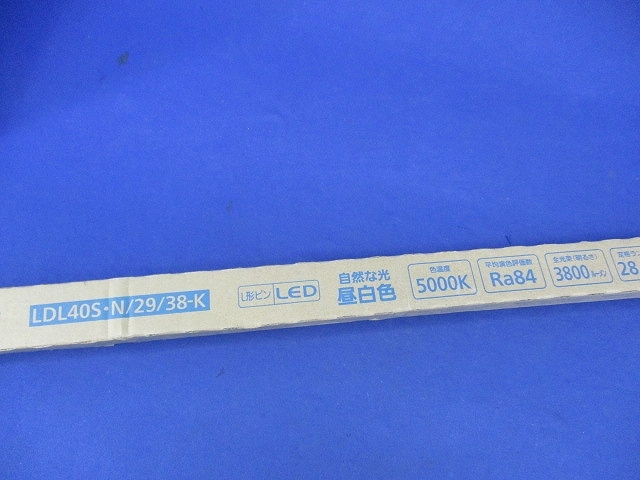 LDL40S・N/29/38-K
L形ピン LED
自然な光
昼白色
色温度
5000K
平均演色評価数
Ra84
全光束(明るさ)
3800ルーメン
28